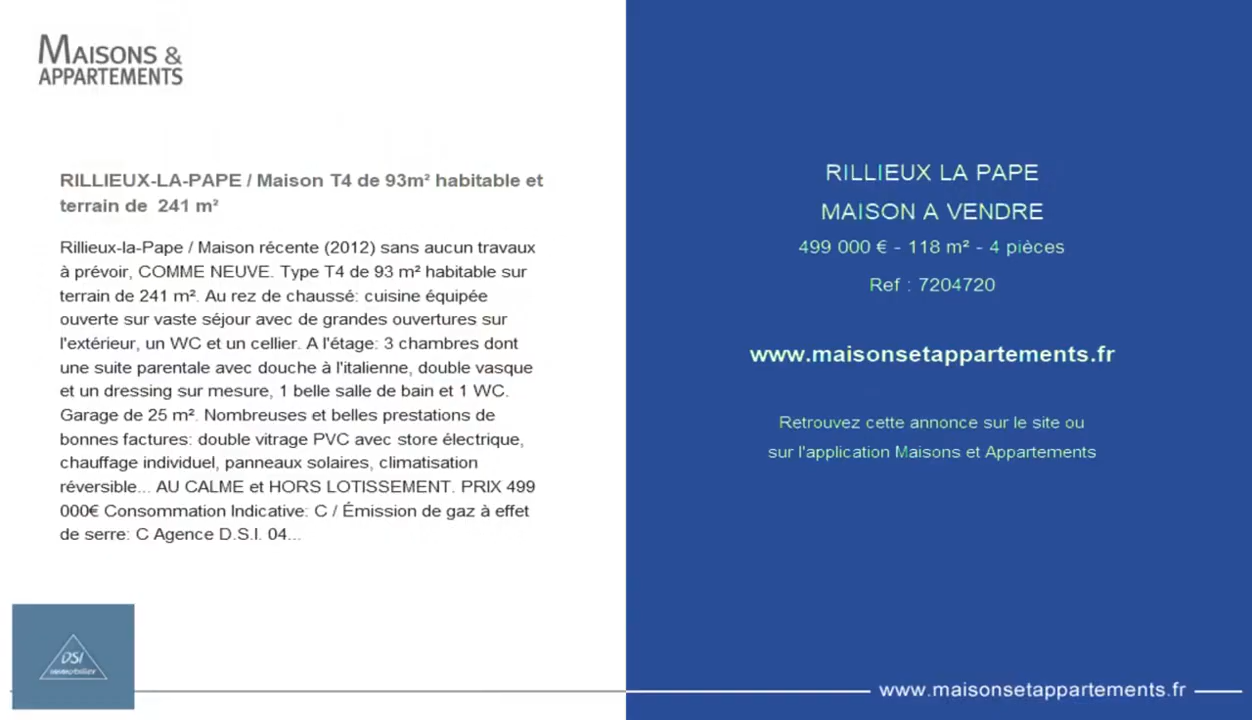 MAISONS &
APPARTEMENTS
RILLIEUX-LA-PAPE / Maison T4 de 93m² habitable et
terrain de 241 m²
Rillieux-la-Pape / Maison récente (2012) sans aucun travaux
à prévoir, COMME NEUVE. Type T4 de 93 m² habitable sur
terrain de 241 m². Au rez de chaussé: cuisine équipée
ouverte sur vaste séjour avec de grandes ouvertures sur
l'extérieur, un WC et un cellier. A l'étage: 3 chambres dont
une suite parentale avec douche à l'italienne, double vasque
et un dressing sur mesure, 1 belle salle de bain et 1 WC.
Garage de 25 m². Nombreuses et belles prestations de
bonnes factures: double vitrage PVC avec store électrique,
chauffage individuel, panneaux solaires, climatisation
réversible... AU CALME et HORS LOTISSEMENT. PRIX 499
000€ Consommation Indicative: C / Émission de gaz à effet
de serre: C Agence D.S.I. 04...
DSI
immobilier
RILLIEUX LA PAPE
MAISON A VENDRE
499 000 € - 118 m² - 4 pièces
Ref : 7204720
www.maisonsetappartements.fr
Retrouvez cette annonce sur le site ou
sur l'application Maisons et Appartements
www.maisonsetappartements.fr